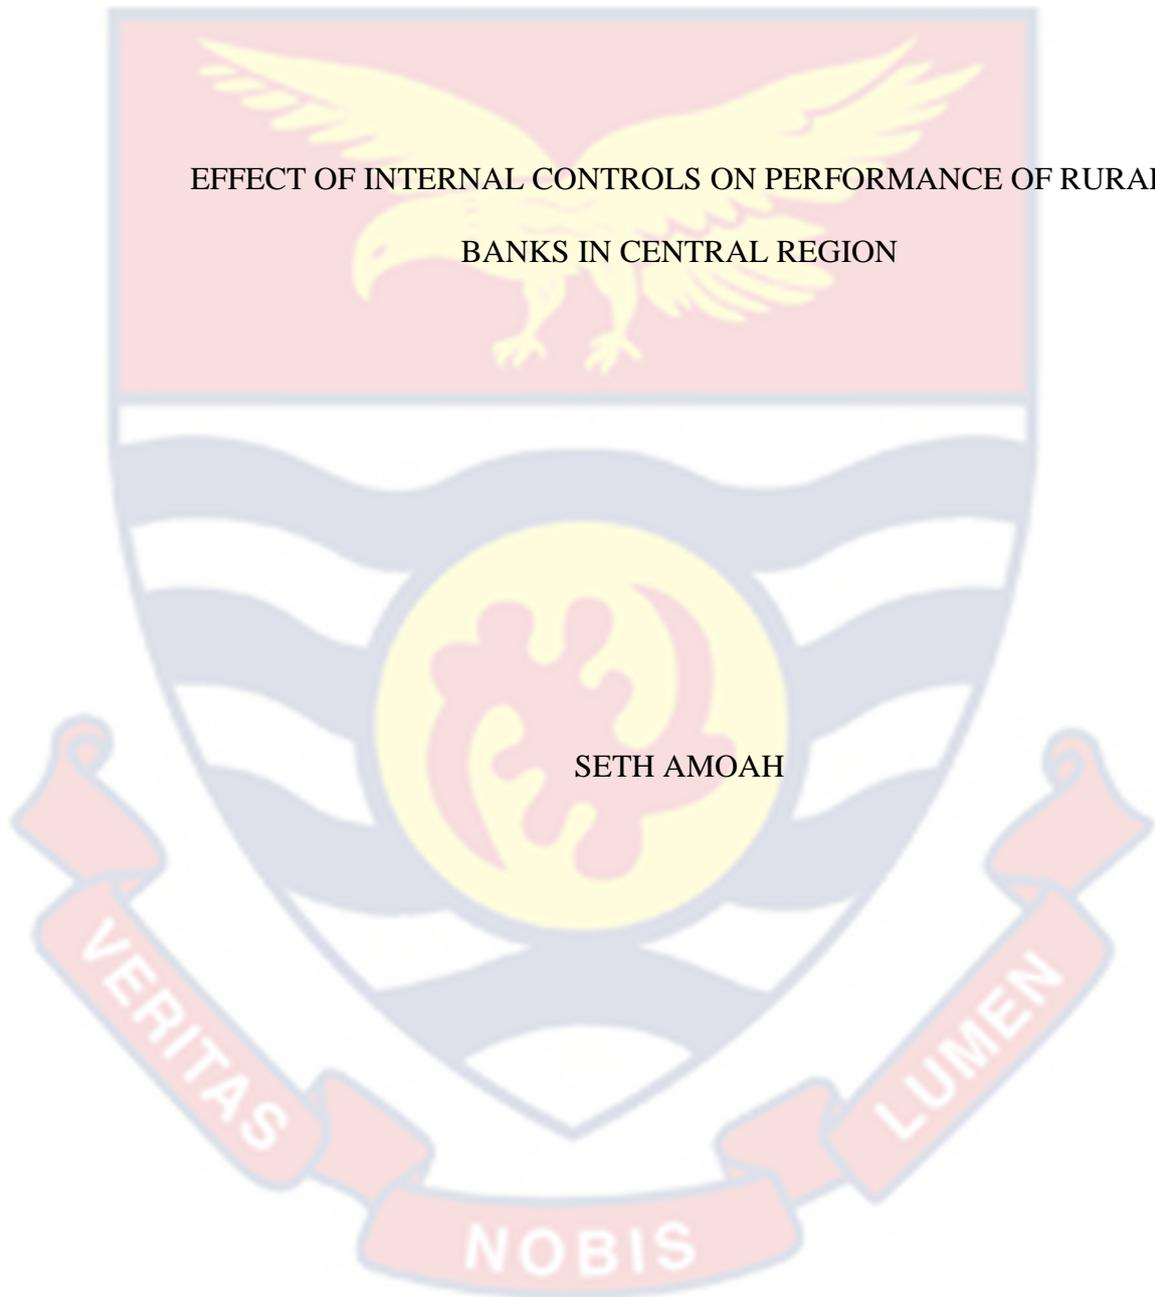 EFFECT OF INTERNAL CONTROLS ON PERFORMANCE OF RURAL
BANKS IN CENTRAL REGION
SETH AMOAH
VERITAS
NOBIS
LUMEN